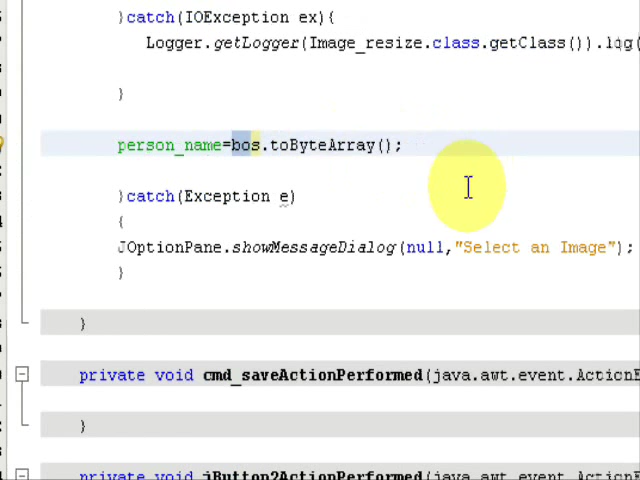 }catch(IOException ex){
Logger.getLogger(Image_resize.class.getClass()).log(
}
person_name=bos.toByteArray();
}catch(Exception e)
{
JOptionPane.showMessageDialog(null,"Select an Image");
}
}
private void cmd_saveActionPerformed(java.awt.event.ActionE
}
private void jButton2ActionPerformed(java.awt.event.ActionE